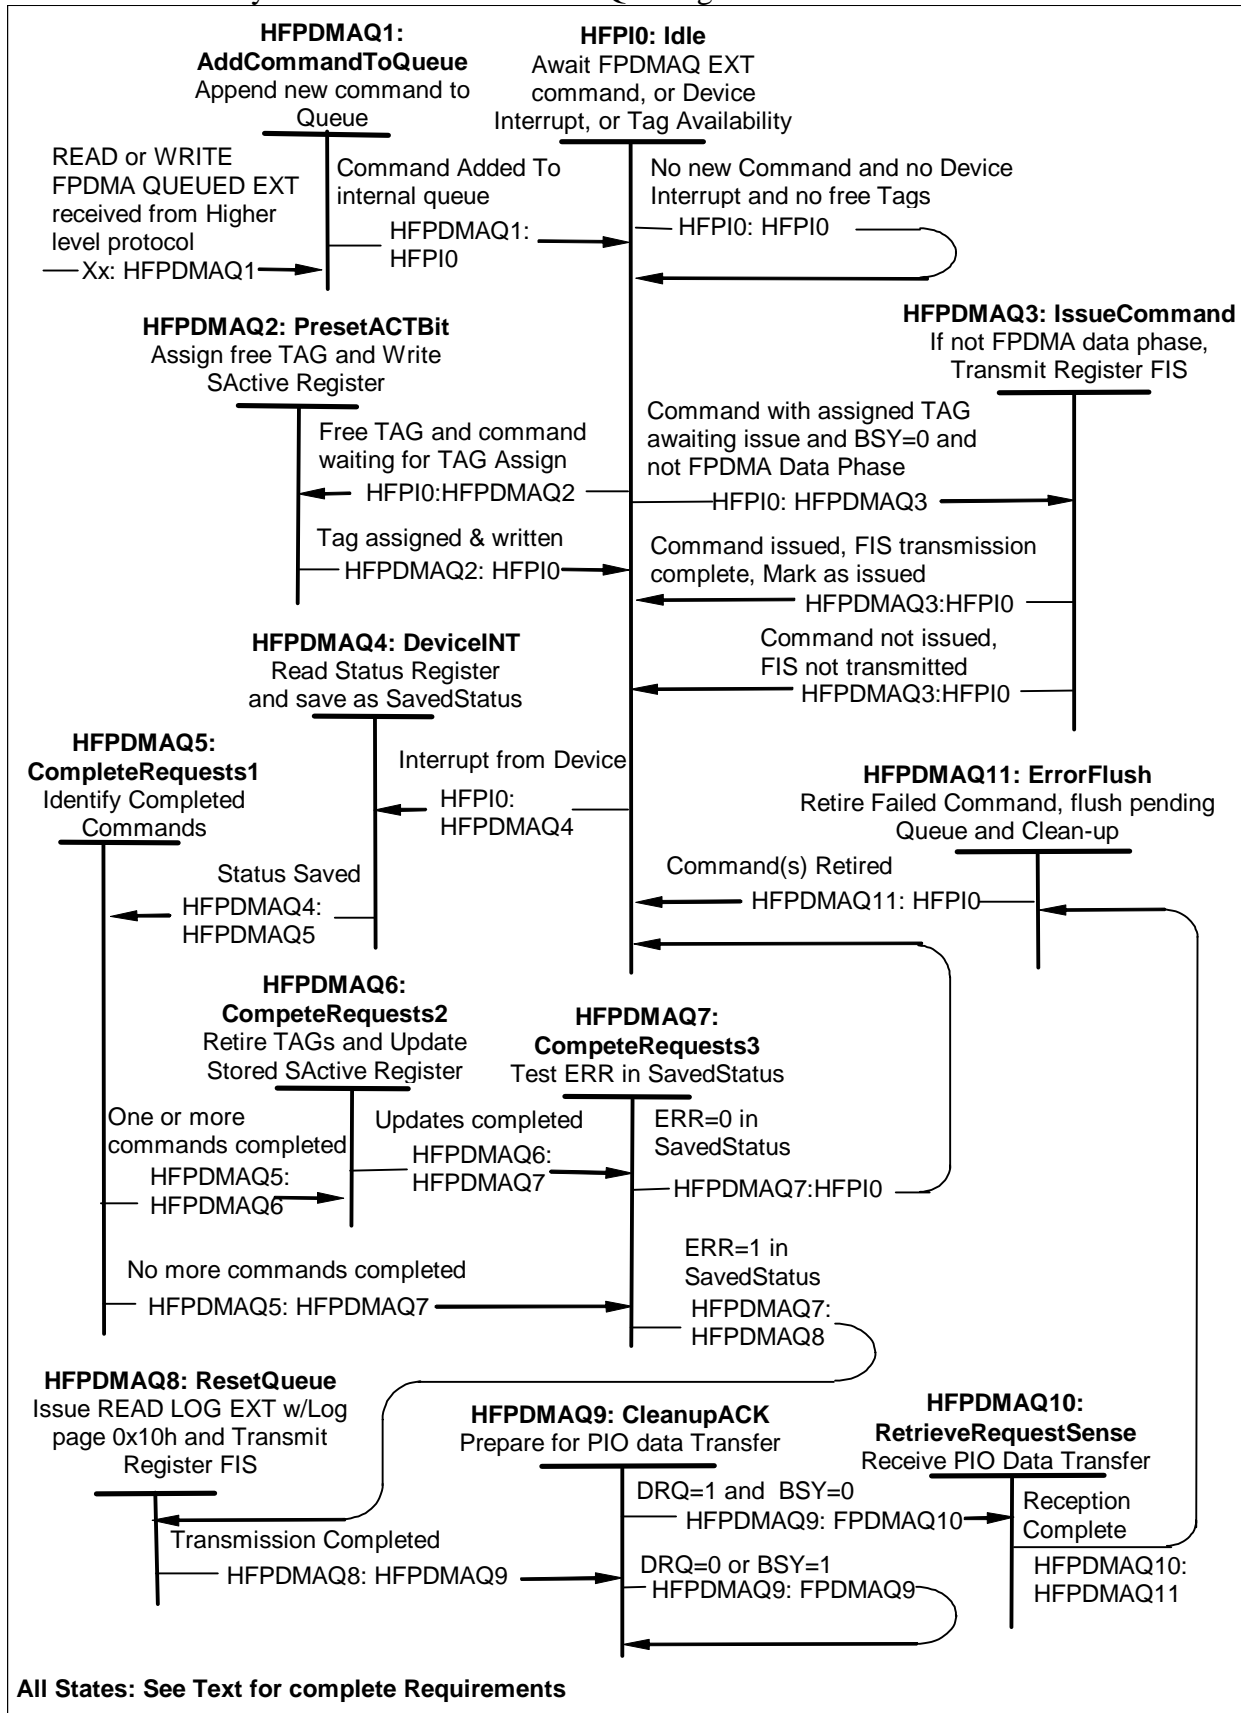 HFPDMAQ1:
AddCommandToQueue
Append new command to
Queue
HFPI0: Idle
Await FPDMAQ EXT
command, or Device
Interrupt, or Tag Availability
READ or WRITE
FPDMA QUEUED EXT
received from Higher
level protocol
Xx: HFPDMAQ1
Command Added To
internal queue
HFPDMAQ1:
HFPI0
No new Command and no Device
Interrupt and no free Tags
HFPI0: HFPI0
HFPDMAQ2: PresetACTBit
Assign free TAG and Write
SActive Register
HFPDMAQ3: IssueCommand
If not FPDMA data phase,
Transmit Register FIS
Free TAG and command
waiting for TAG Assign
HFPI0:HFPDMAQ2
Command with assigned TAG
awaiting issue and BSY=0 and
not FPDMA Data Phase
HFPI0: HFPDMAQ3
Tag assigned & written
HFPDMAQ2: HFPI0
Command issued, FIS transmission
complete, Mark as issued
HFPDMAQ3:HFPI0
Command not issued,
FIS not transmitted
HFPDMAQ3:HFPI0
HFPDMAQ4: DeviceINT
Read Status Register
and save as SavedStatus
HFPDMAQ5:
CompleteRequests1
Identify Completed
Commands
Interrupt from Device
HFPI0:
HFPDMAQ4
HFPDMAQ11: ErrorFlush
Retire Failed Command, flush pending
Queue and Clean-up
Status Saved
HFPDMAQ4:
HFPDMAQ5
Command(s) Retired
HFPDMAQ11: HFPI0
HFPDMAQ6:
CompeteRequests2
Retire TAGs and Update
Stored SActive Register
HFPDMAQ7:
CompeteRequests3
Test ERR in SavedStatus
One or more
commands completed
HFPDMAQ5:
HFPDMAQ6
Updates completed
HFPDMAQ6:
HFPDMAQ7
ERR=0 in
SavedStatus
HFPDMAQ7:HFPI0
No more commands completed
HFPDMAQ5: HFPDMAQ7
ERR=1 in
SavedStatus
HFPDMAQ7:
HFPDMAQ8
HFPDMAQ8: ResetQueue
Issue READ LOG EXT w/Log
page 0x10h and Transmit
Register FIS
HFPDMAQ9: CleanupACK
Prepare for PIO data Transfer
HFPDMAQ10:
RetrieveRequestSense
Receive PIO Data Transfer
Transmission Completed
HFPDMAQ8: HFPDMAQ9
DRQ=1 and BSY=0
HFPDMAQ9: FPDMAQ10
DRQ=0 or BSY=1
HFPDMAQ9: FPDMAQ9
Reception
Complete
HFPDMAQ10:
HFPDMAQ11
All States: See Text for complete Requirements